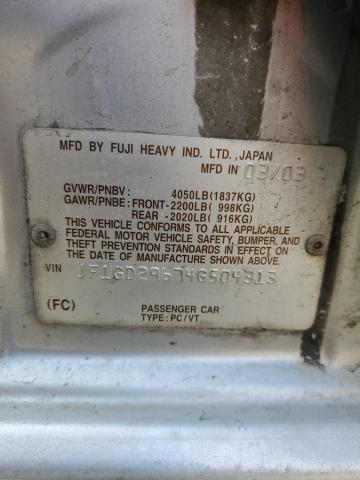 MFD BY FUJI HEAVY IND. LTD., JAPAN
MFD IN 03/03
GVWR/PNBV: 4050LB(1837KG)
GAWR/PNBE: FRONT-2200LB( 998KG)
REAR -2020LB( 916KG)
THIS VEHICLE CONFORMS TO ALL APPLICABLE
FEDERAL MOTOR VEHICLE SAFETY, BUMPER, AND
THEFT PREVENTION STANDARDS IN EFFECT ON
THE DATE OF MANUFACTURE SHOWN ABOVE.
VIN
(FC)
PASSENGER CAR
TYPE: PC/VT